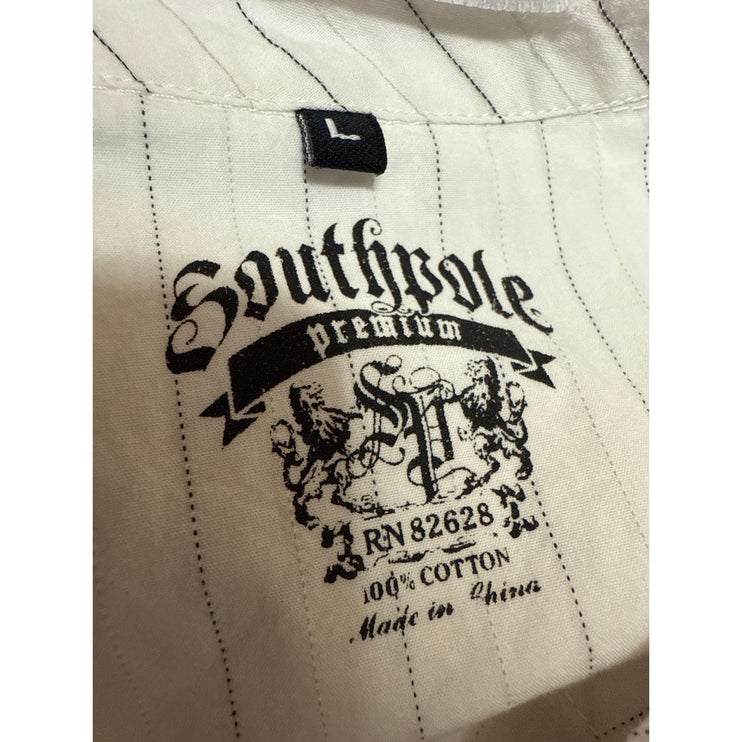 L
Southpole
premium
SP
RN 82628
100% COTTON
Made in China